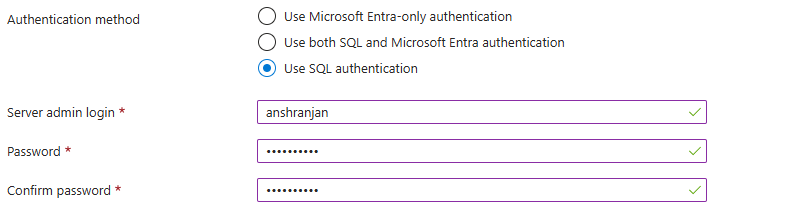 Authentication method
Use Microsoft Entra-only authentication
Use both SQL and Microsoft Entra authentication
Use SQL authentication
Server admin login *
anshranjan
Password *
••••••••••
Confirm password *
••••••••••